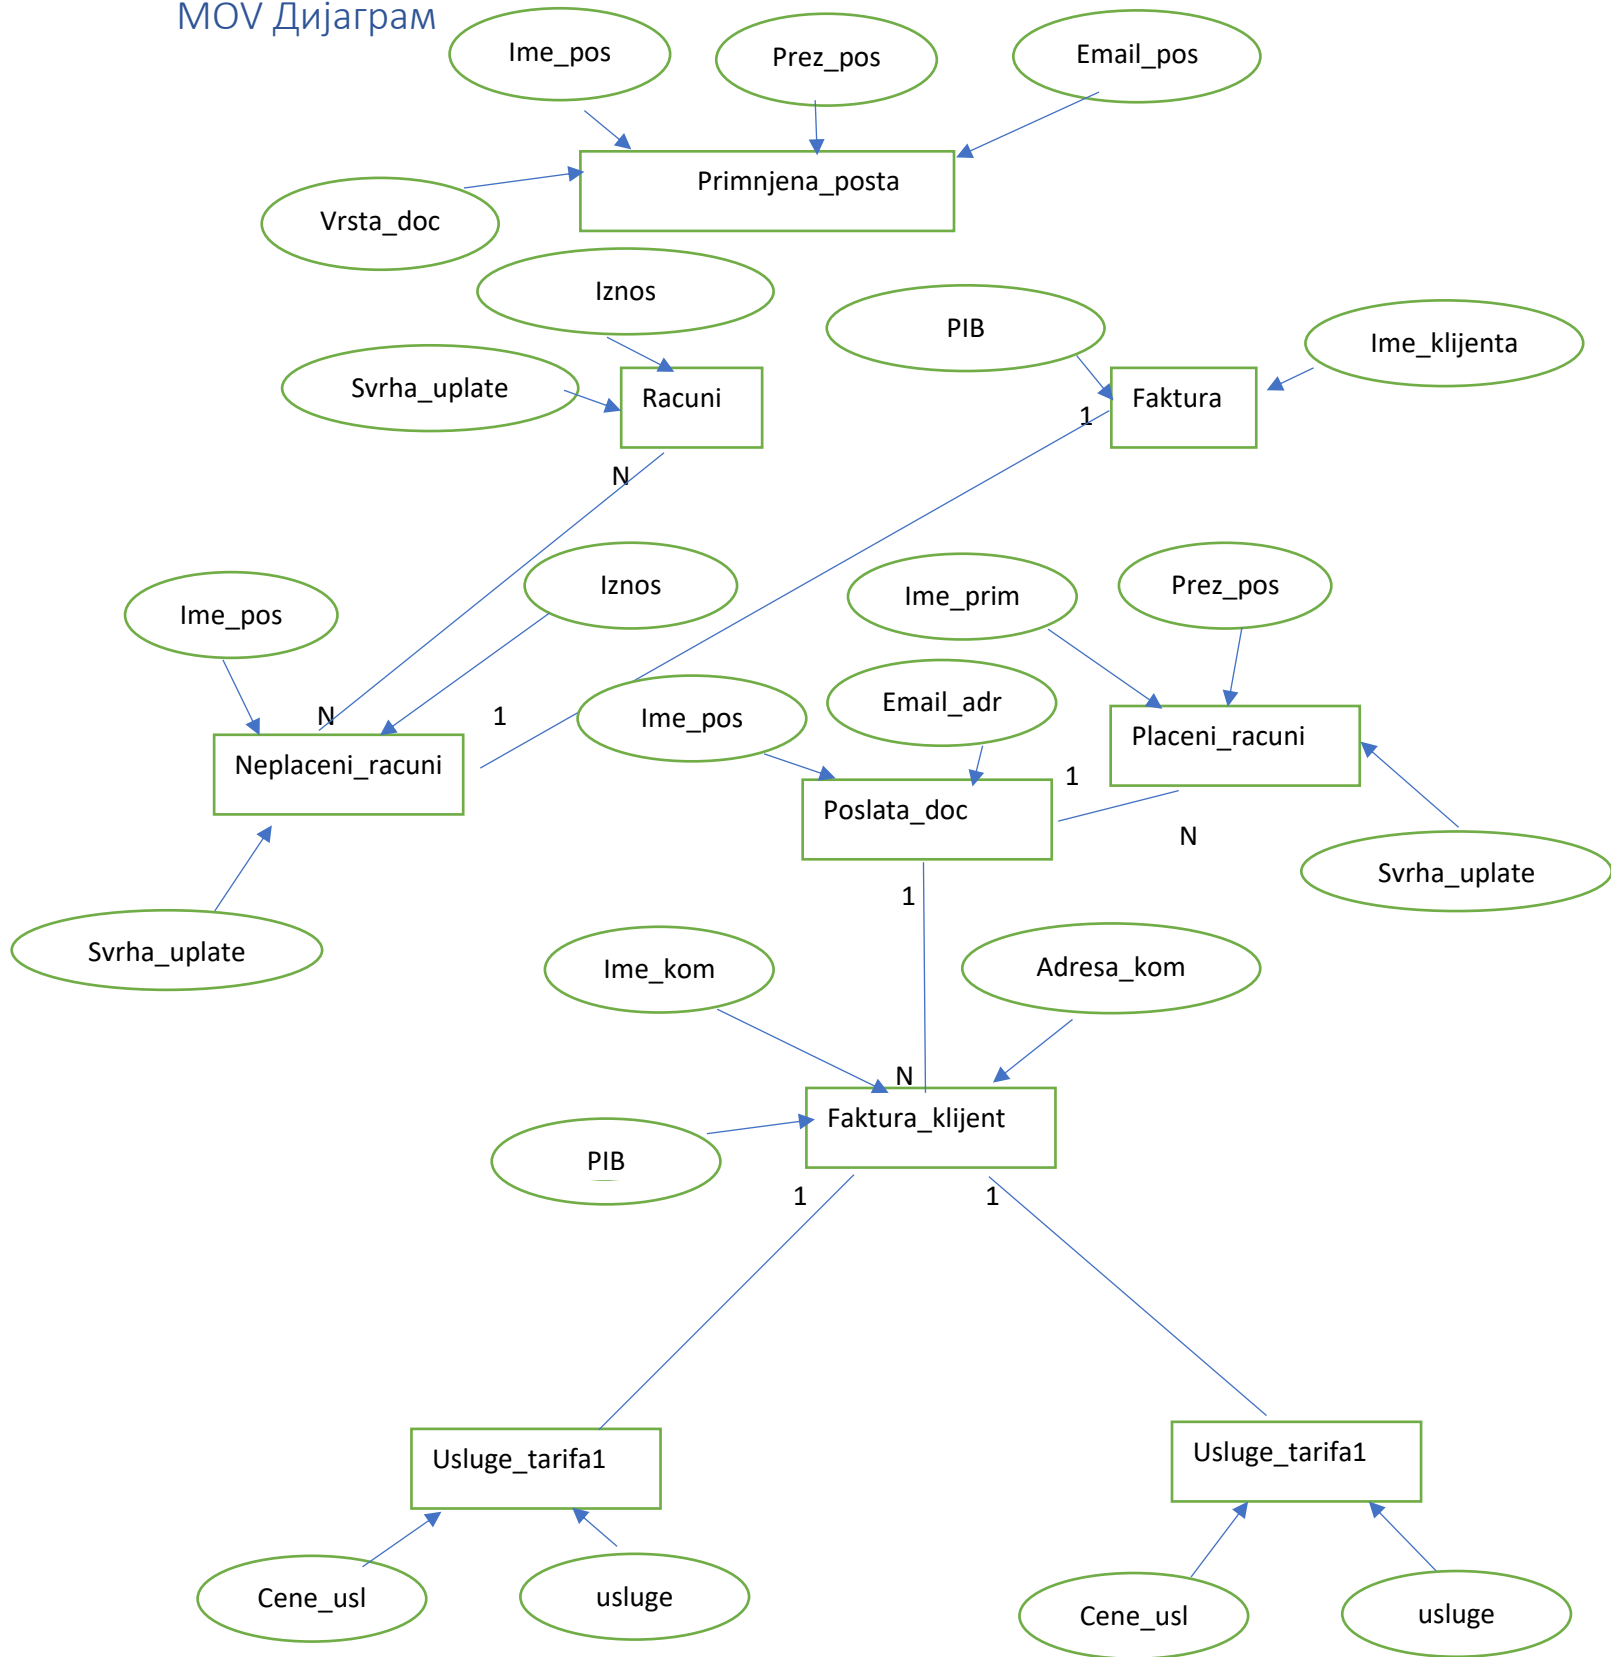 MOV Дијаграм
Ime_pos
Prez_pos
Email_pos
Primnjena_posta
Vrsta_doc
Iznos
PIB
Ime_klijenta
Svrha_uplate
Racuni
Faktura
1
N
Iznos
Ime_prim
Prez_pos
Ime_pos
Email_adr
N
1
Ime_pos
Placeni_racuni
Neplaceni_racuni
1
Poslata_doc
N
Svrha_uplate
1
Svrha_uplate
Ime_kom
Adresa_kom
N
Faktura_klijent
PIB
1
1
Usluge_tarifa1
Usluge_tarifa1
Cene_usl
usluge
Cene_usl
usluge